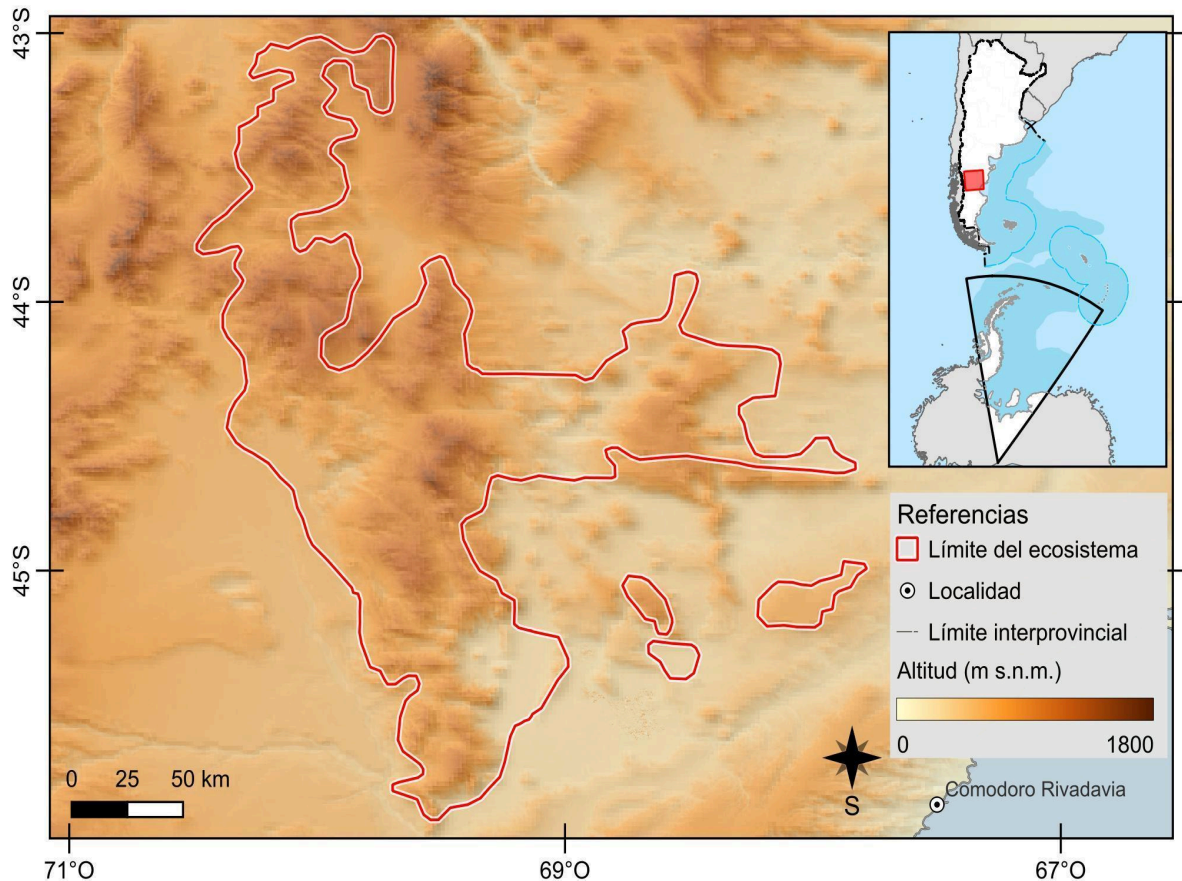 43°S
44°S
45°S
Referencias
Límite del ecosistema
Localidad
Límite interprovincial
Altitud (m s.n.m.)
0 1800
0 25 50 km
S
Comodoro Rivadavia
71°O 69°O 67°O